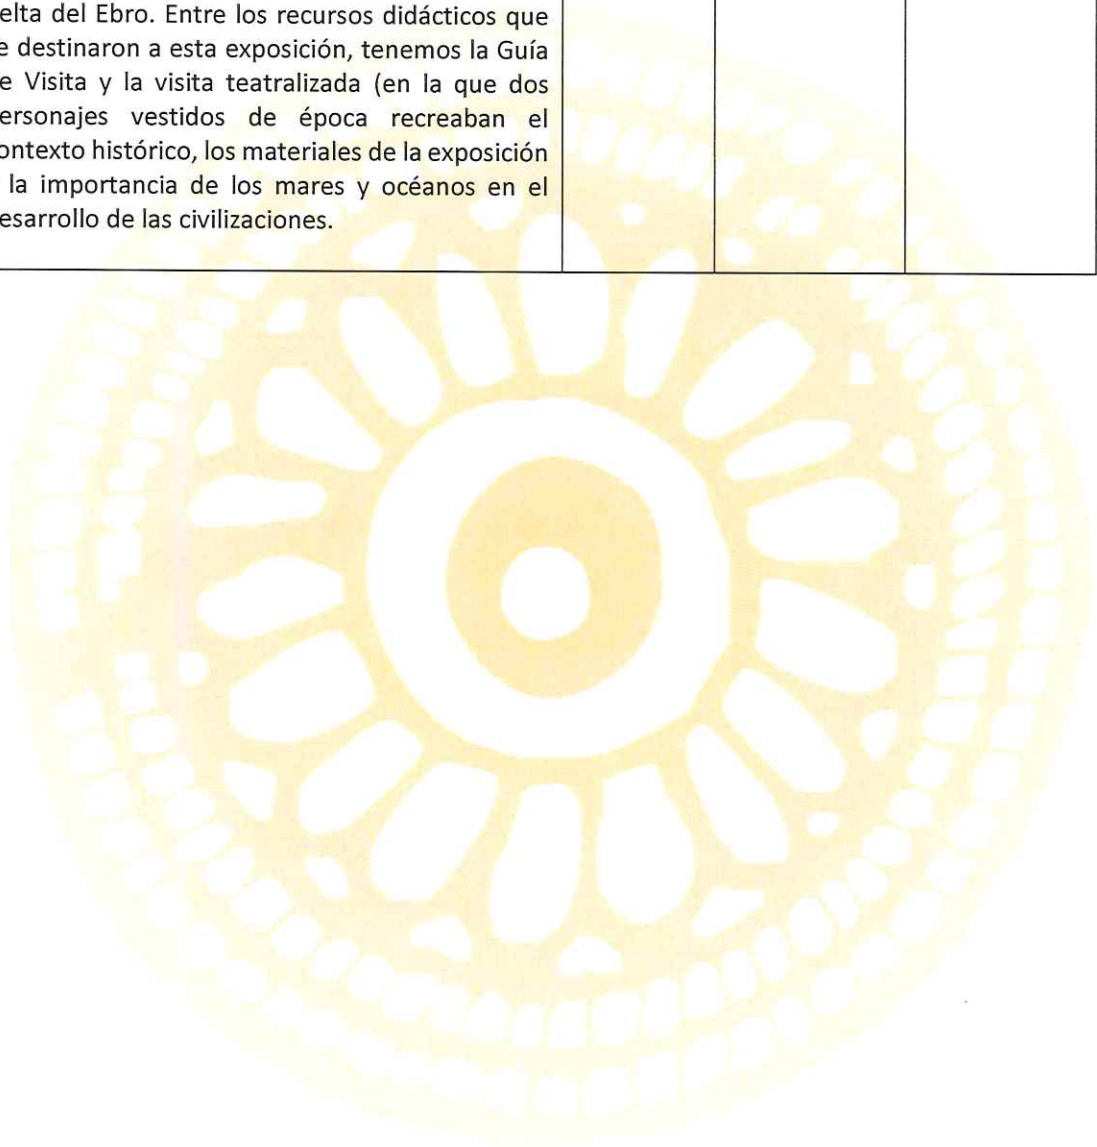 elta del Ebro. Entre los recursos didácticos que
e destinaron a esta exposición, tenemos la Guía
e Visita y la visita teatralizada (en la que dos
ersonajes vestidos de época recreaban el
ontexto histórico, los materiales de la exposición
la importancia de los mares y océanos en el
esarrollo de las civilizaciones.